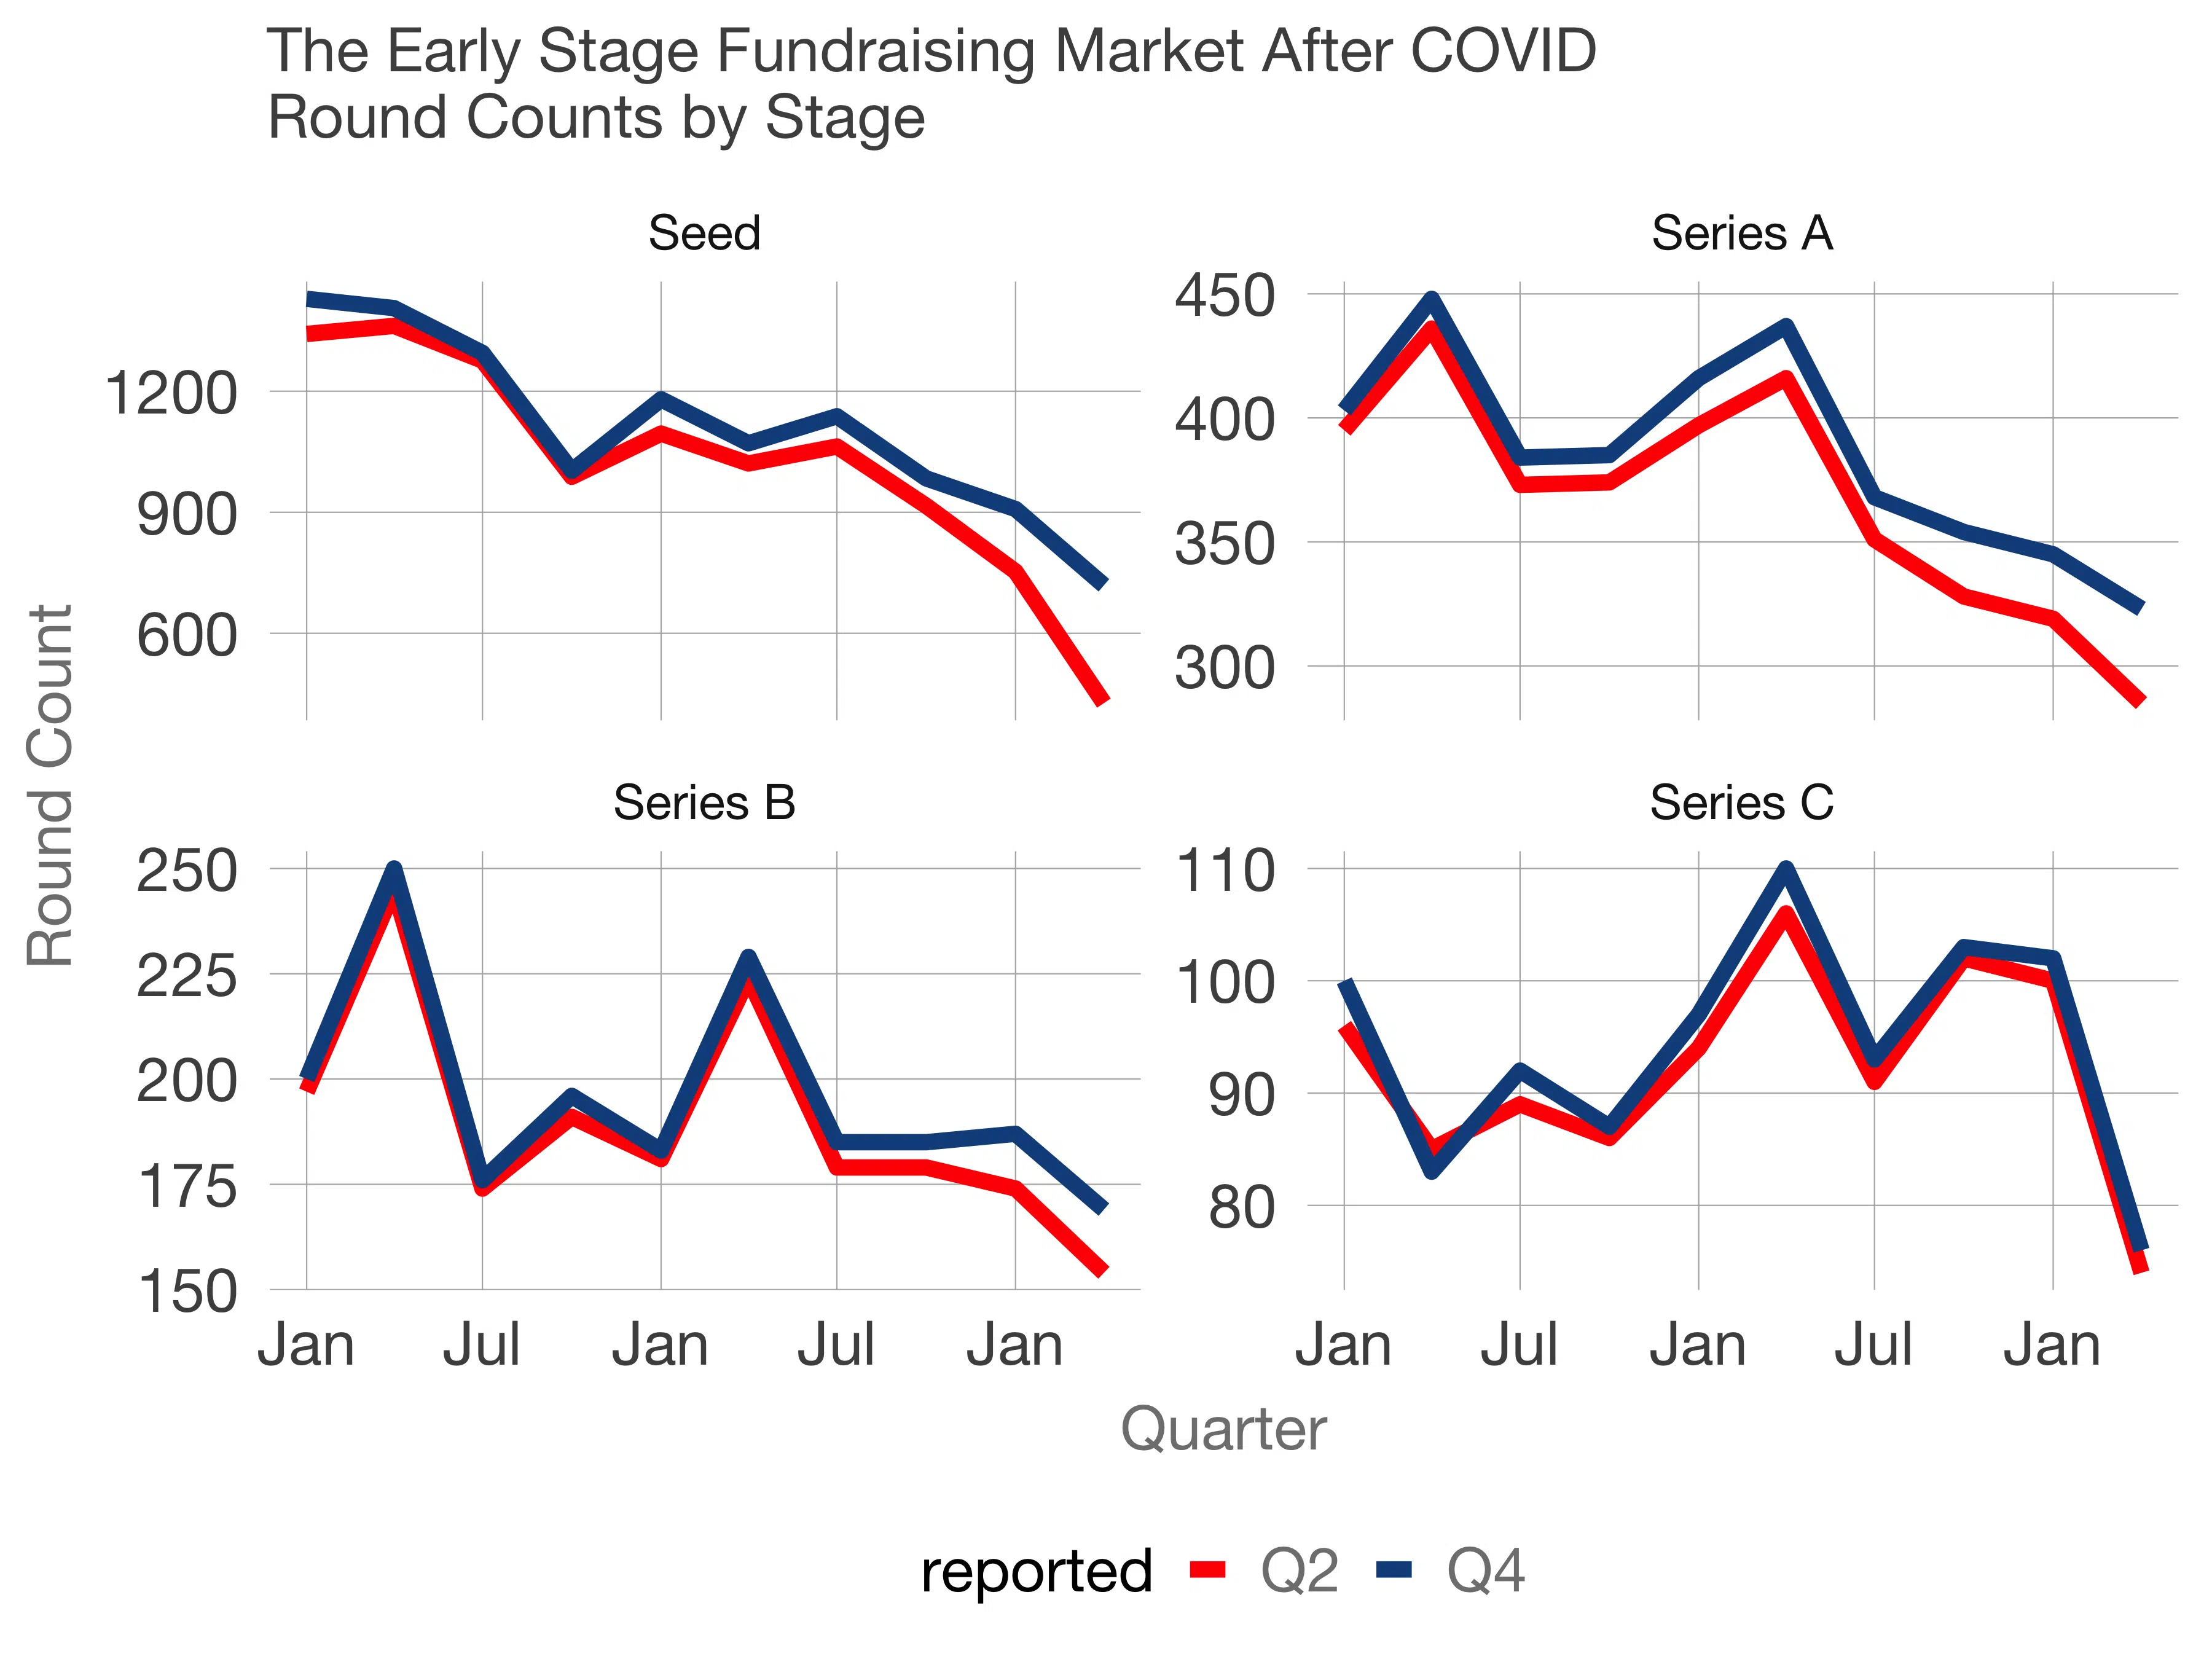 The Early Stage Fundraising Market After COVID
Round Counts by Stage
Seed
1200
900
600
Series A
450
400
350
300
Round Count
Series B
250
225
200
175
150
Jan Jul Jan Jul Jan
Series C
110
100
90
80
Jan Jul Jan Jul Jan
Quarter
reported Q2 Q4